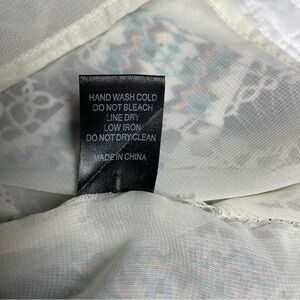 HAND WASH COLD
DO NOT BLEACH
LINE DRY
LOW IRON
DO NOT DRY CLEAN
MADE IN CHINA